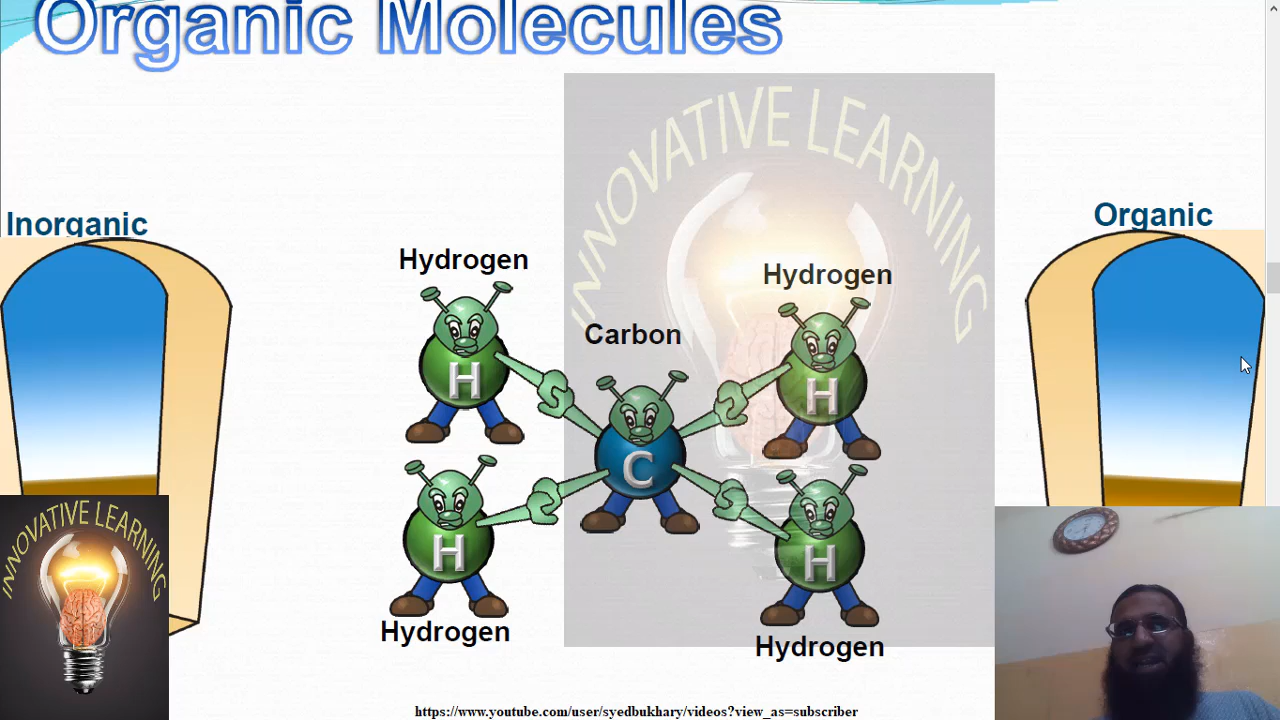 Organic Molecules
INNOVATIVE LEARNING
Inorganic
Organic
Hydrogen
Hydrogen
Carbon
H
H
C
H
H
Hydrogen
Hydrogen
INNOVATIVE LEARNING
https://www.youtube.com/user/syedbukhary/videos?view_as=subscriber